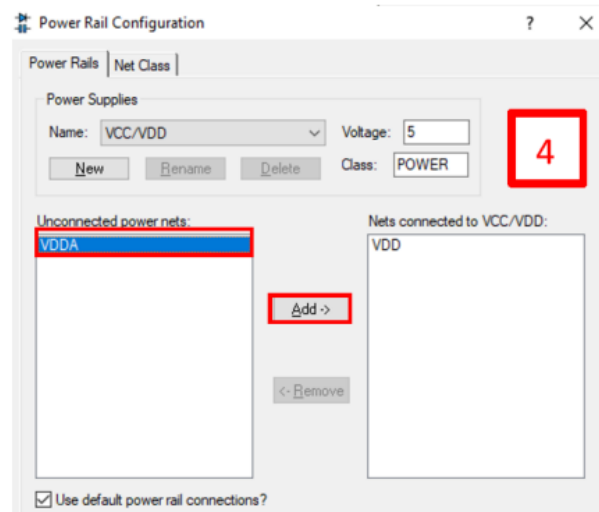 Power Rail Configuration ? ×
Power Rails Net Class
Power Supplies
Name: VCC/VDD Voltage: 5
New Rename Delete Class: POWER
4
Unconnected power nets: Nets connected to VCC/VDD:
VDDA VDD
Add ->
<- Remove
Use default power rail connections?